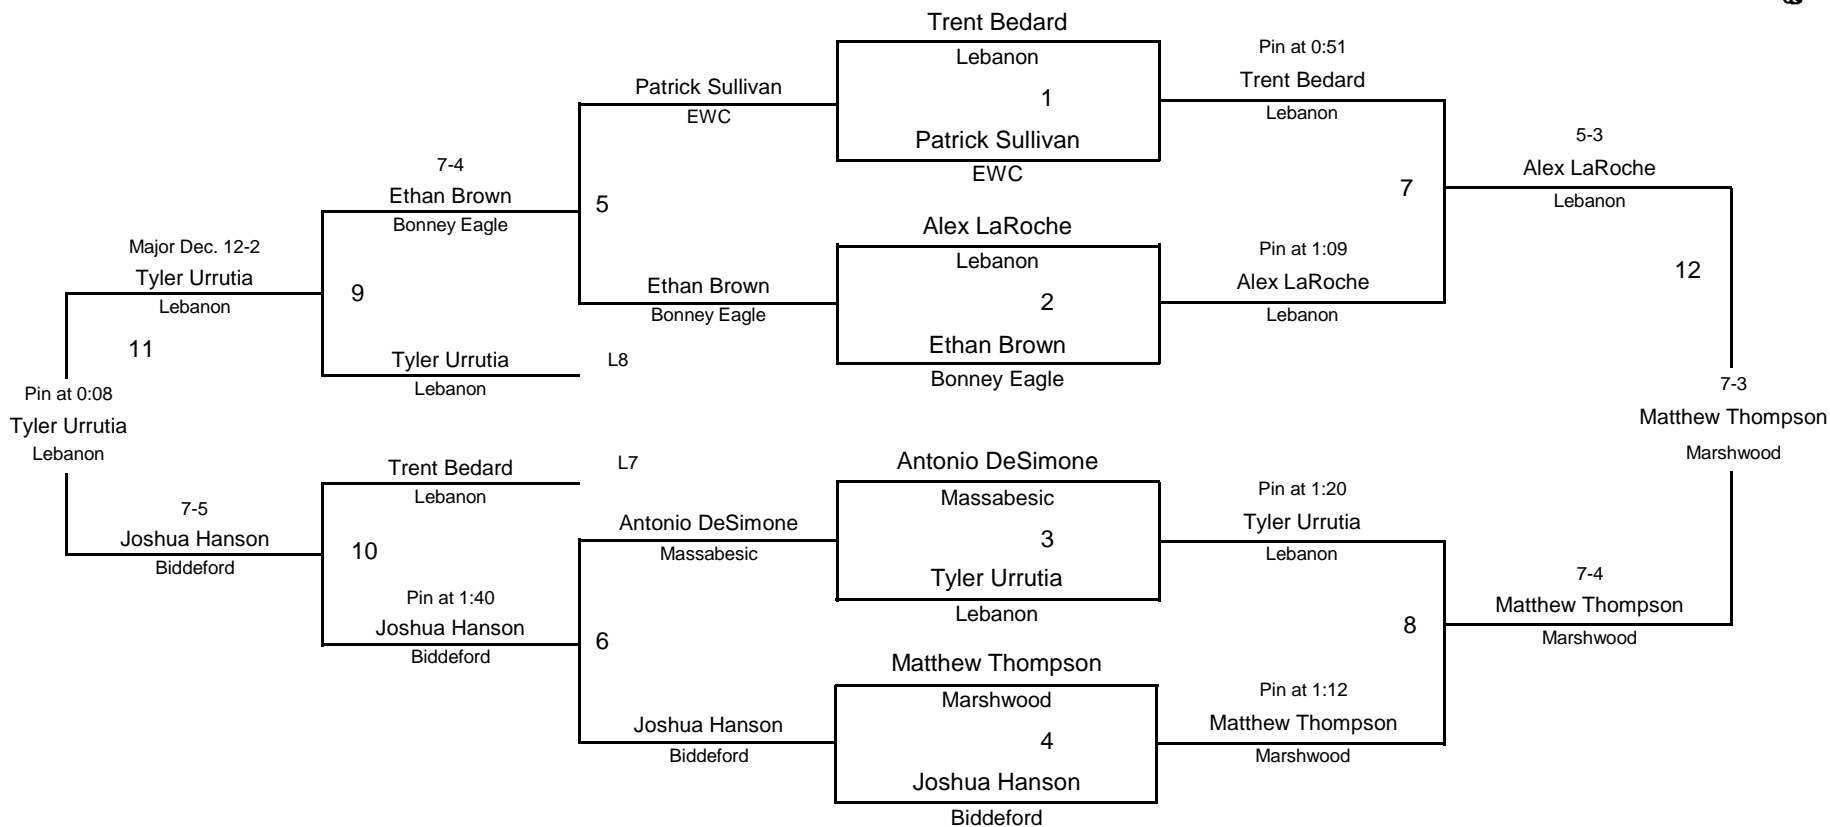 Trent Bedard
Lebanon
1
Patrick Sullivan
EWC
Alex LaRoche
Lebanon
2
Ethan Brown
Bonney Eagle
Antonio DeSimone
Massabesic
3
Tyler Urrutia
Lebanon
Matthew Thompson
Marshwood
4
Joshua Hanson
Biddeford
Pin at 0:51
Trent Bedard
Lebanon
7
Pin at 1:09
Alex LaRoche
Lebanon
Pin at 1:20
Tyler Urrutia
Lebanon
8
Pin at 1:12
Matthew Thompson
Marshwood
5-3
Alex LaRoche
Lebanon
12
7-4
Matthew Thompson
Marshwood
7-3
Matthew Thompson
Marshwood
Patrick Sullivan
EWC
5
Ethan Brown
Bonney Eagle
L8
L7
Antonio DeSimone
Massabesic
6
Joshua Hanson
Biddeford
7-4
Ethan Brown
Bonney Eagle
9
Tyler Urrutia
Lebanon
Trent Bedard
Lebanon
10
Pin at 1:40
Joshua Hanson
Biddeford
Major Dec. 12-2
Tyler Urrutia
Lebanon
11
7-5
Joshua Hanson
Biddeford
Pin at 0:08
Tyler Urrutia
Lebanon